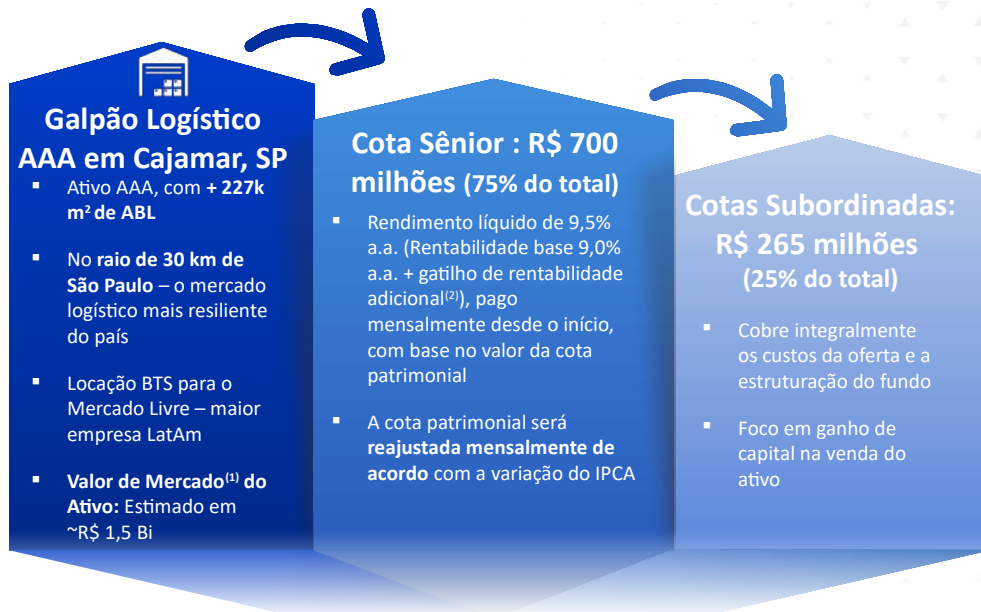 Galpão Logístico
AAA em Cajamar, SP
▪ Ativo AAA, com + 227k
m² de ABL
▪ No raio de 30 km de
São Paulo – o mercado
logístico mais resiliente
do país
▪ Locação BTS para o
Mercado Livre – maior
empresa LatAm
▪ Valor de Mercado(1) do
Ativo: Estimado em
~R$ 1,5 Bi
Cota Sênior : R$ 700
milhões (75% do total)
▪ Rendimento líquido de 9,5%
a.a. (Rentabilidade base 9,0%
a.a. + gatilho de rentabilidade
adicional(2)), pago
mensalmente desde o início,
com base no valor da cota
patrimonial
▪ A cota patrimonial será
reajustada mensalmente de
acordo com a variação do IPCA
Cotas Subordinadas:
R$ 265 milhões
(25% do total)
▪ Cobre integralmente
os custos da oferta e a
estruturação do fundo
▪ Foco em ganho de
capital na venda do
ativo